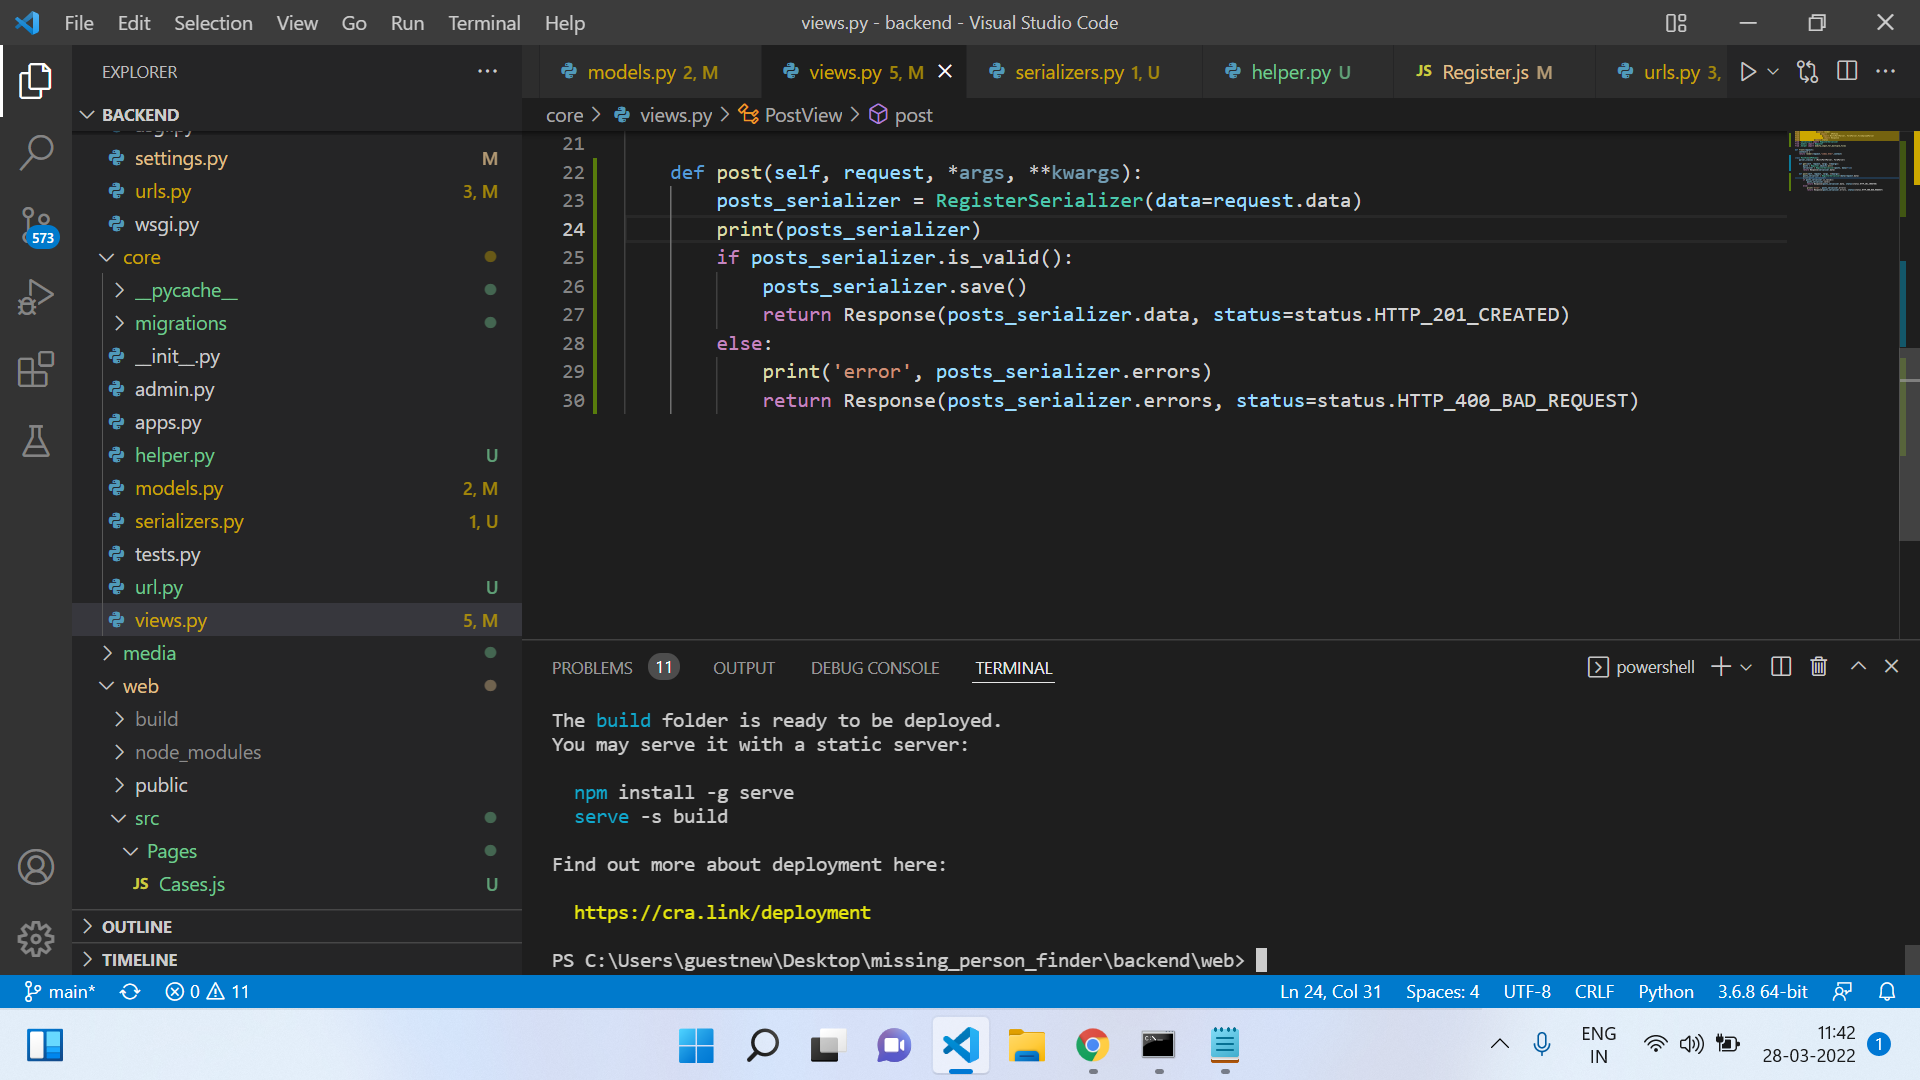 File Edit Selection View Go Run Terminal Help
views.py - backend - Visual Studio Code
EXPLORER
BACKEND
settings.py M
urls.py 3, M
wsgi.py
core
__pycache__
migrations
__init__.py
admin.py
apps.py
helper.py U
models.py 2, M
serializers.py 1, U
tests.py
url.py U
views.py 5, M
media
web
build
node_modules
public
src
Pages
JS Cases.js U
OUTLINE
TIMELINE
573
models.py 2, M views.py 5, M serializers.py 1, U helper.py U JS Register.js M urls.py 3,
core > views.py > PostView > post
21
22 def post(self, request, *args, **kwargs):
23 posts_serializer = RegisterSerializer(data=request.data)
24 print(posts_serializer)
25 if posts_serializer.is_valid():
26 posts_serializer.save()
27 return Response(posts_serializer.data, status=status.HTTP_201_CREATED)
28 else:
29 print('error', posts_serializer.errors)
30 return Response(posts_serializer.errors, status=status.HTTP_400_BAD_REQUEST)
PROBLEMS 11 OUTPUT DEBUG CONSOLE TERMINAL
powershell
The build folder is ready to be deployed.
You may serve it with a static server:
npm install -g serve
serve -s build
Find out more about deployment here:
https://cra.link/deployment
PS C:\Users\guestnew\Desktop\missing_person_finder\backend\web>
main* 0 11
Ln 24, Col 31 Spaces: 4 UTF-8 CRLF Python 3.6.8 64-bit
ENG
IN
11:42
28-03-2022
1